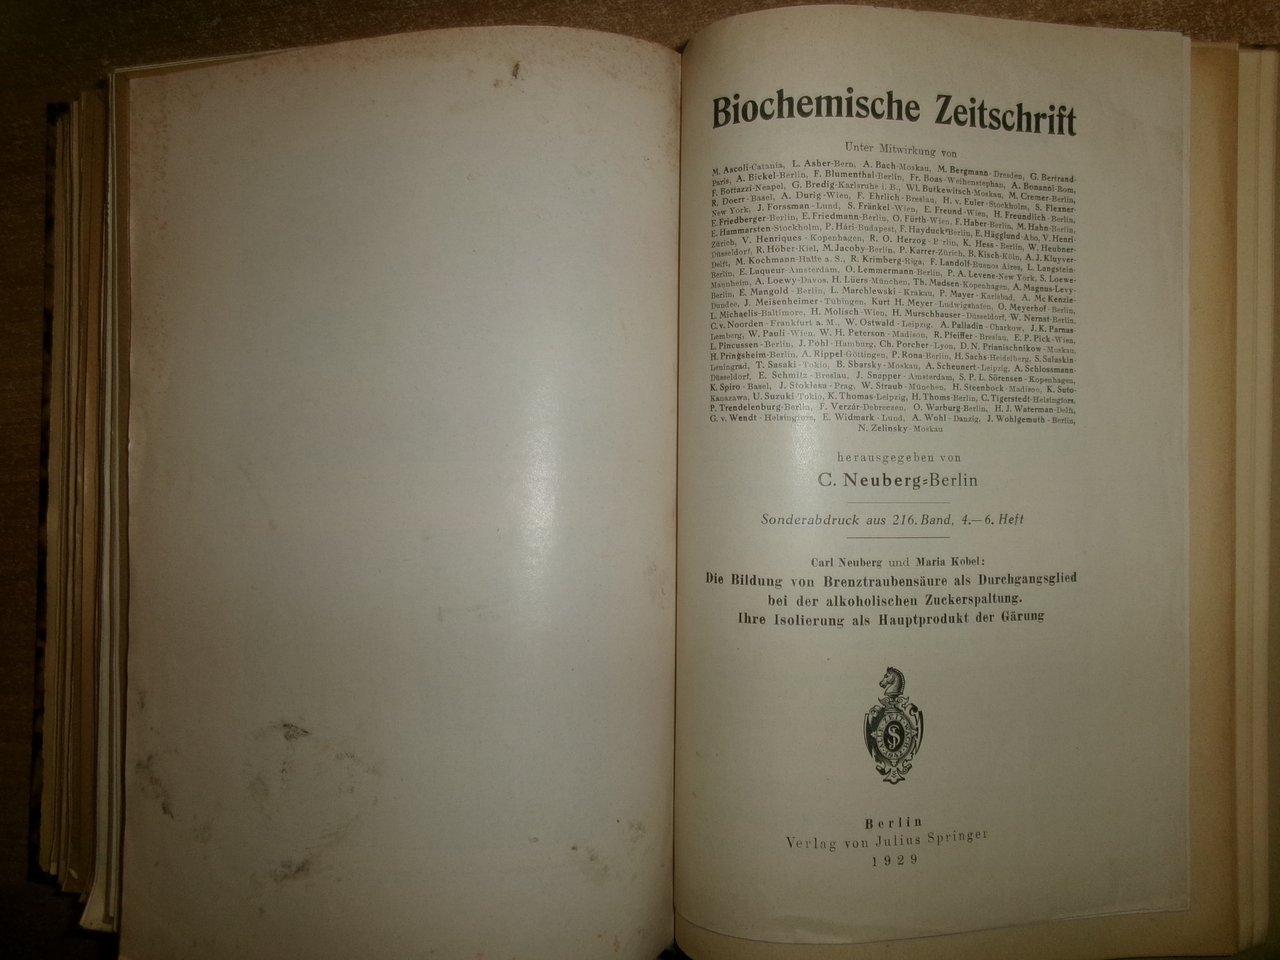 Biochemische Zeitschrift
Unter Mitwirkung von
M. Ascoli-Catania, L. Asher-Bern, A. Bach-Moskau, M. Bergmann-Dresden, G. Bertrand-
Paris, A. Bickel-Berlin, F. Blumenthal-Berlin, Fr. Boas-Weihenstephan, A. Bonanni-Rom,
F. Bottazzi-Neapel, G. Bredig-Karlsruhe i. B., Wl. Butkewitsch-Moskau, M. Cremer-Berlin,
R. Doerr-Basel, A. Durig-Wien, F. Ehrlich-Breslau, H. v. Euler-Stockholm, S. Flexner-
New York, J. Forssman-Lund, S. Fränkel-Wien, E. Freund-Wien, H. Freundlich-Berlin,
E. Friedberger-Berlin, E. Friedmann-Berlin, O. Fürth-Wien, F. Haber-Berlin, M. Hahn-Berlin,
E. Hammarsten-Stockholm, P. Hári-Budapest, F. Hayduck-Berlin, E. Hägglund-Abo, V. Henri-
Zürich, V. Henriques-Kopenhagen, R. O. Herzog-Berlin, K. Hess-Berlin, W. Heubner-
Düsseldorf, R. Höber-Kiel, M. Jacoby-Berlin, P. Karrer-Zürich, B. Kisch-Köln, A. J. Kluyver-
Delft, M. Kochmann-Halle a. S., R. Krimberg-Riga, F. Landolf-Buenos Aires, L. Langstein-
Berlin, E. Laqueur-Amsterdam, O. Lemmermann-Berlin, P. A. Levene-New York, S. Loewe-
Mannheim, A. Loewy-Davos, H. Lüers-München, Th. Madsen-Kopenhagen, A. Magnus-Levy-
Berlin, E. Mangold-Berlin, L. Marchlewski-Krakau, P. Mayer-Karlsbad, A. McKenzie-
Dundee, J. Meisenheimer-Tübingen, Kurt H. Meyer-Ludwigshafen, O. Meyerhof-Berlin,
L. Michaelis-Baltimore, H. Molisch-Wien, H. Murschhauser-Düsseldorf, W. Nernst-Berlin,
C. v. Noorden-Frankfurt a. M., W. Ostwald-Leipzig, A. Palladin-Charkow, J. K. Parnas-
Lemberg, W. Pauli-Wien, W. H. Peterson-Madison, R. Pfeiffer-Breslau, E. P. Pick-Wien,
L. Pincussen-Berlin, J. Pohl-Hamburg, Ch. Porcher-Lyon, D. N. Prianischnikow-Moskau,
H. Pringsheim-Berlin, A. Rippel-Göttingen, P. Rona-Berlin, H. Sachs-Heidelberg, S. Salaskin-
Leningrad, T. Sasaki-Tokio, B. Sbarsky-Moskau, A. Scheunert-Leipzig, A. Schlossmann-
Düsseldorf, E. Schmitz-Breslau, J. Snapper-Amsterdam, S. P. L. Sörensen-Kopenhagen,
K. Spiro-Basel, J. Stoklasa-Prag, W. Straub-München, H. Steenbock-Madison, K. Suto-
Kanazawa, U. Suzuki-Tokio, K. Thomas-Leipzig, H. Thoms-Berlin, C. Tigerstedt-Helsingfors,
P. Trendelenburg-Berlin, F. Verzár-Debreczen, O. Warburg-Berlin, H. J. Waterman-Delft,
G. v. Wendt-Helsingfors, E. Widmark-Lund, A. Wohl-Danzig, J. Wohlgemuth-Berlin,
N. Zelinsky-Moskau
herausgegeben von
C. Neuberg-Berlin
Sonderabdruck aus 216. Band, 4.—6. Heft
Carl Neuberg und Maria Kobel:
Die Bildung von Brenztraubensäure als Durchgangsglied
bei der alkoholischen Zuckerspaltung.
Ihre Isolierung als Hauptprodukt der Gärung
Berlin
Verlag von Julius Springer
1929